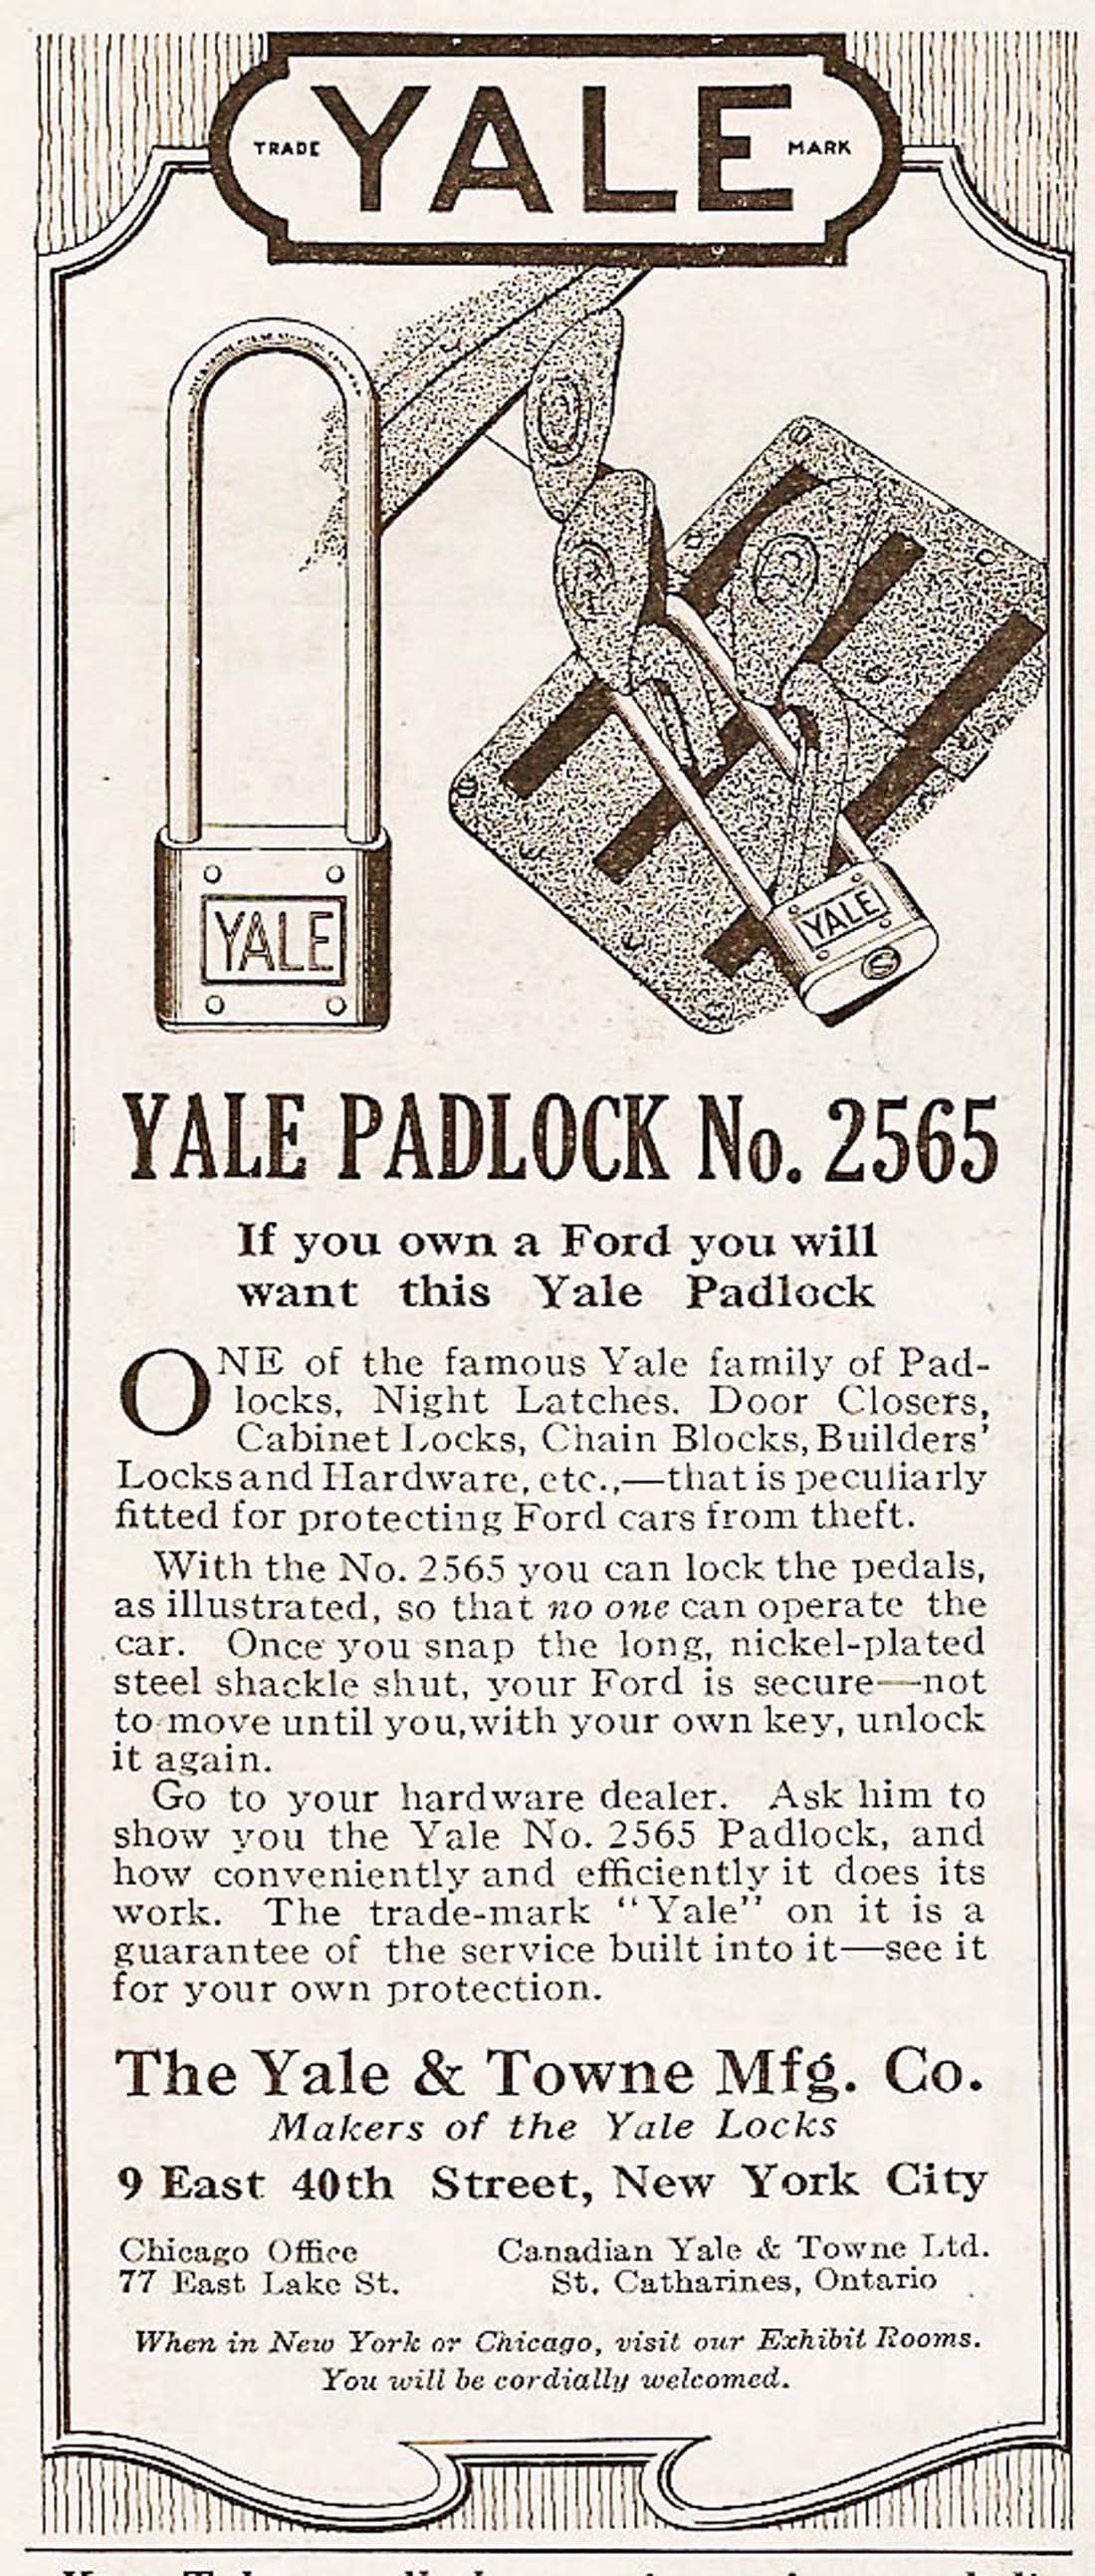 YALE
TRADE MARK
YALE
YALE
YALE PADLOCK No. 2565
If you own a Ford you will
want this Yale Padlock
ONE of the famous Yale family of Pad-
locks, Night Latches. Door Closers,
Cabinet Locks, Chain Blocks, Builders'
Locks and Hardware, etc.,—that is peculiarly
fitted for protecting Ford cars from theft.
With the No. 2565 you can lock the pedals,
as illustrated, so that no one can operate the
car. Once you snap the long, nickel-plated
steel shackle shut, your Ford is secure—not
to move until you, with your own key, unlock
it again.
Go to your hardware dealer. Ask him to
show you the Yale No. 2565 Padlock, and
how conveniently and efficiently it does its
work. The trade-mark "Yale" on it is a
guarantee of the service built into it—see it
for your own protection.
The Yale & Towne Mfg. Co.
Makers of the Yale Locks
9 East 40th Street, New York City
Chicago Office
77 East Lake St.
Canadian Yale & Towne Ltd.
St. Catharines, Ontario
When in New York or Chicago, visit our Exhibit Rooms.
You will be cordially welcomed.